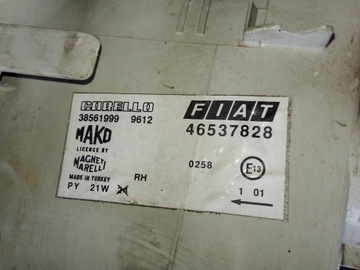 CARELLO FIAT
38561999 9612 46537828
MAKO
LICENCE BY
MAGNETI MARELLI
0258 E13
MADE IN TURKEY RH
PY 21W 1 01